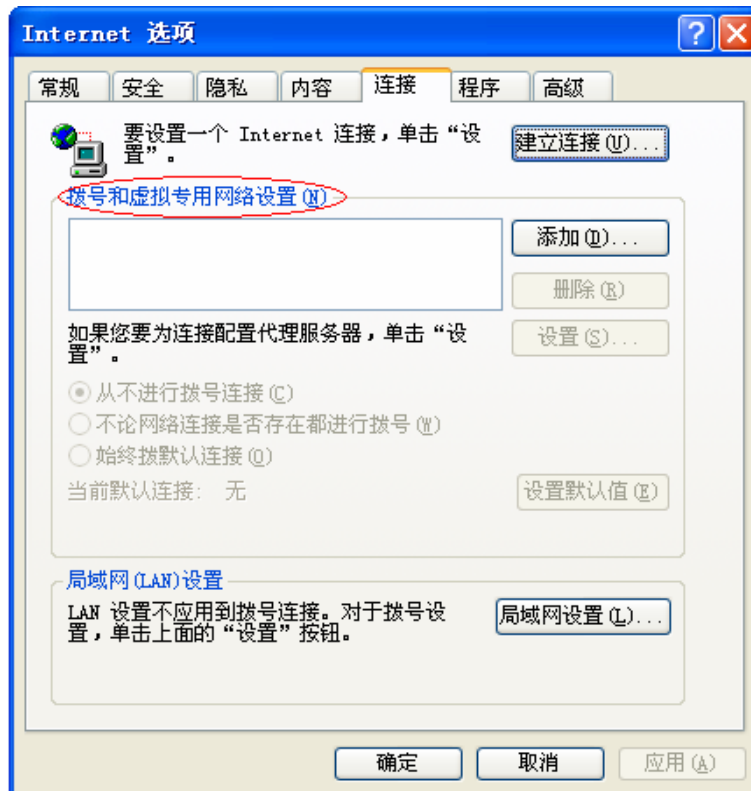 Internet 选项
常规 安全 隐私 内容 连接 程序 高级
要设置一个 Internet 连接，单击“设
置”。
建立连接(U)...
拨号和虚拟专用网络设置(N)
添加(D)...
删除(R)
如果您要为连接配置代理服务器，单击“设
置”。
设置(S)...
从不进行拨号连接(C)
不论网络连接是否存在都进行拨号(W)
始终拨默认连接(O)
当前默认连接： 无
设置默认值(E)
局域网(LAN)设置
LAN 设置不应用到拨号连接。对于拨号设
置，单击上面的“设置”按钮。
局域网设置(L)...
确定 取消 应用(A)